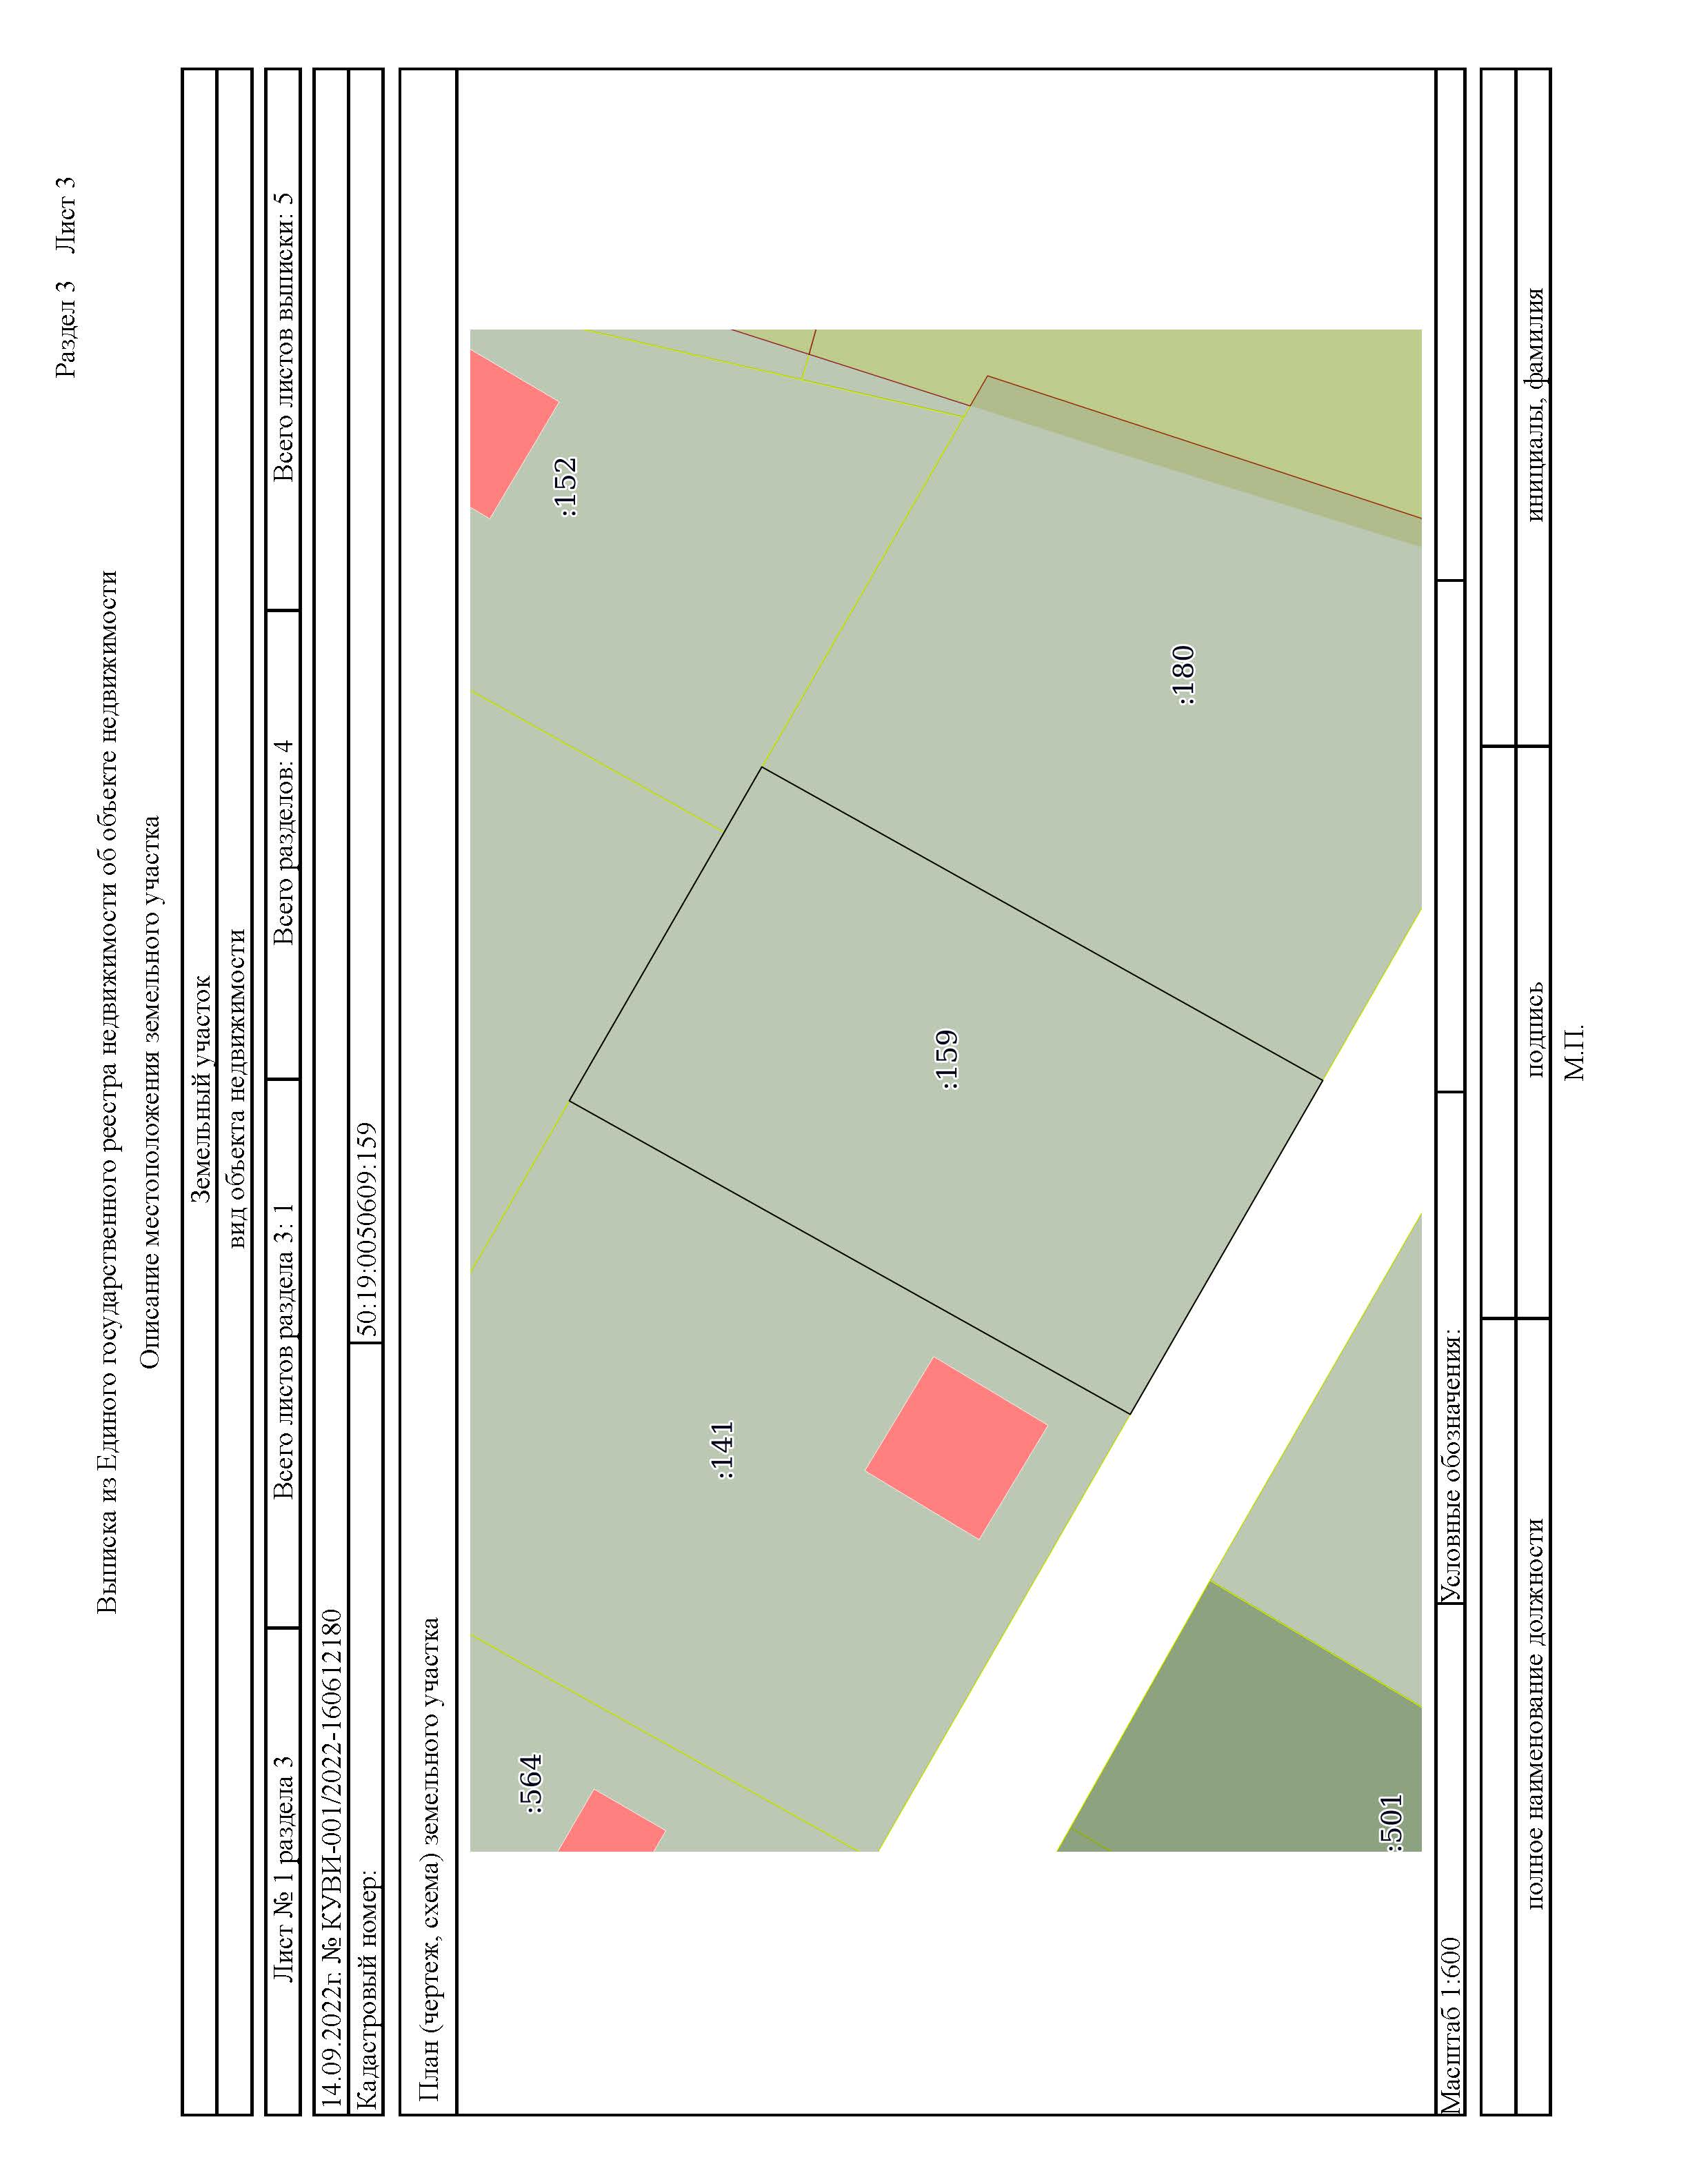 Раздел 3 Лист 3
Выписка из Единого государственного реестра недвижимости об объекте недвижимости
Описание местоположения земельного участка
Земельный участок
вид объекта недвижимости
Лист № 1 раздела 3 Всего листов раздела 3: 1 Всего разделов: 4 Всего листов выписки: 5
14.09.2022г. № КУВИ-001/2022-160612180
Кадастровый номер: 50:19:0050609:159
План (чертеж, схема) земельного участка
:564
:152
:141
:159
:180
:501
Масштаб 1:600 Условные обозначения:
полное наименование должности подпись инициалы, фамилия
М.П.